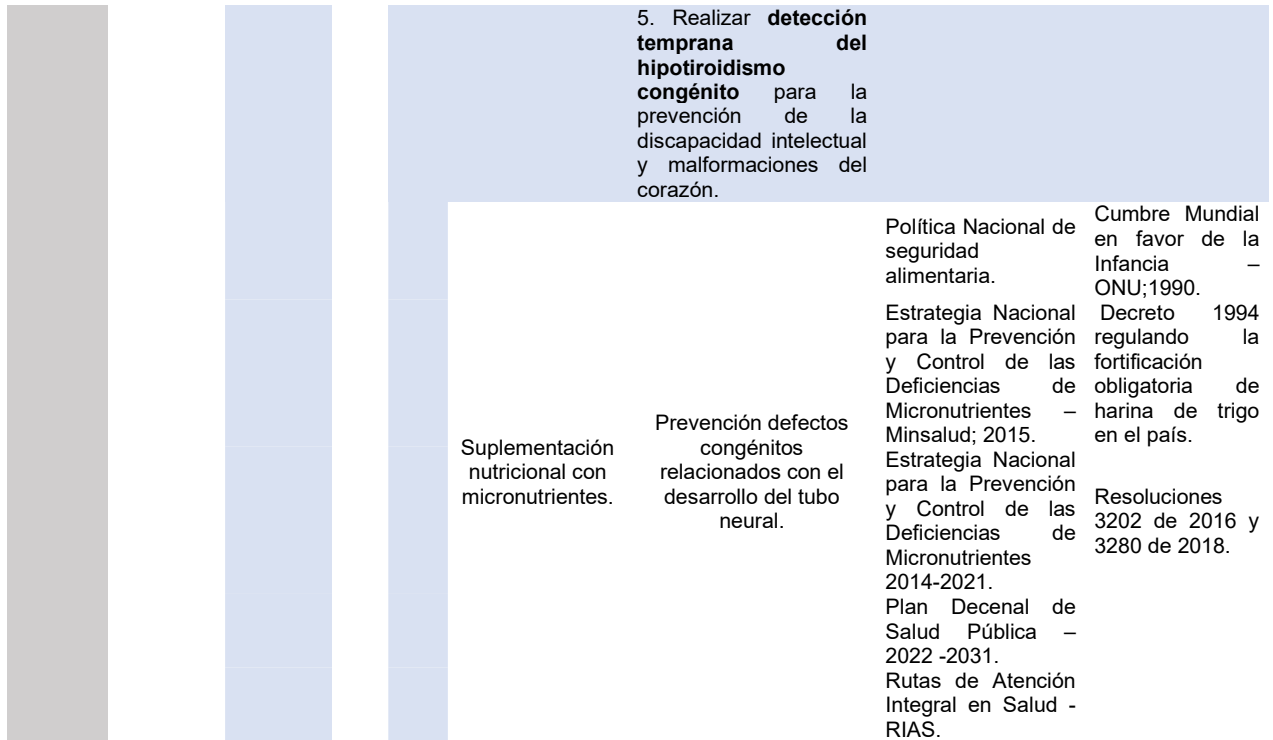 5. Realizar detección
temprana del
hipotiroidismo
congénito para la
prevención de la
discapacidad intelectual
y malformaciones del
corazón.
Suplementación
nutricional con
micronutrientes.
Prevención defectos
congénitos
relacionados con el
desarrollo del tubo
neural.
Política Nacional de
seguridad
alimentaria.
Estrategia Nacional
para la Prevención
y Control de las
Deficiencias de
Micronutrientes –
Minsalud; 2015.
Estrategia Nacional
para la Prevención
y Control de las
Deficiencias de
Micronutrientes
2014-2021.
Plan Decenal de
Salud Pública –
2022 -2031.
Rutas de Atención
Integral en Salud -
RIAS.
Cumbre Mundial
en favor de la
Infancia –
ONU;1990.
Decreto 1994
regulando la
fortificación
obligatoria de
harina de trigo
en el país.
Resoluciones
3202 de 2016 y
3280 de 2018.